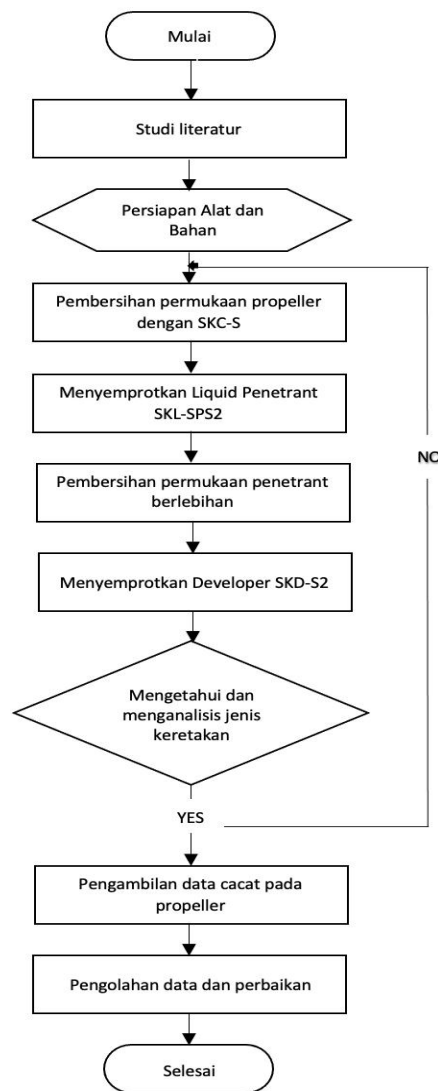 Mulai
Studi literatur
Persiapan Alat dan
Bahan
Pembersihan permukaan propeller
dengan SKC-S
Menyemprotkan Liquid Penetrant
SKL-SPS2
Pembersihan permukaan penetrant
berlebihan
Menyemprotkan Developer SKD-S2
Mengetahui dan
menganalisis jenis
keretakan
NO
YES
Pengambilan data cacat pada
propeller
Pengolahan data dan perbaikan
Selesai